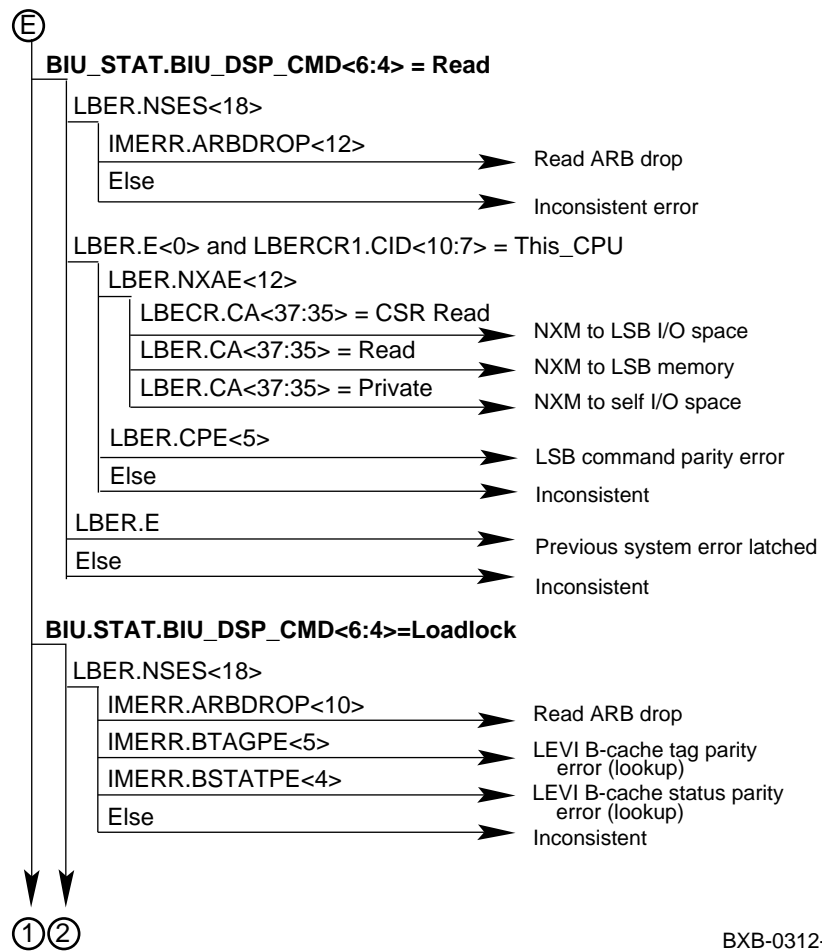 E
BIU_STAT.BIU_DSP_CMD<6:4> = Read
LBER.NSES<18>
IMERR.ARBDROP<12>
Read ARB drop
Else
Inconsistent error
LBER.E<0> and LBERCR1.CID<10:7> = This_CPU
LBER.NXAE<12>
LBECR.CA<37:35> = CSR Read
NXM to LSB I/O space
LBER.CA<37:35> = Read
NXM to LSB memory
LBER.CA<37:35> = Private
NXM to self I/O space
LBER.CPE<5>
LSB command parity error
Else
Inconsistent
LBER.E
Previous system error latched
Else
Inconsistent
BIU.STAT.BIU_DSP_CMD<6:4>=Loadlock
LBER.NSES<18>
IMERR.ARBDROP<10>
Read ARB drop
IMERR.BTAGPE<5>
LEVI B-cache tag parity
error (lookup)
IMERR.BSTATPE<4>
LEVI B-cache status parity
error (lookup)
Else
Inconsistent
1 2
BXB-0312-